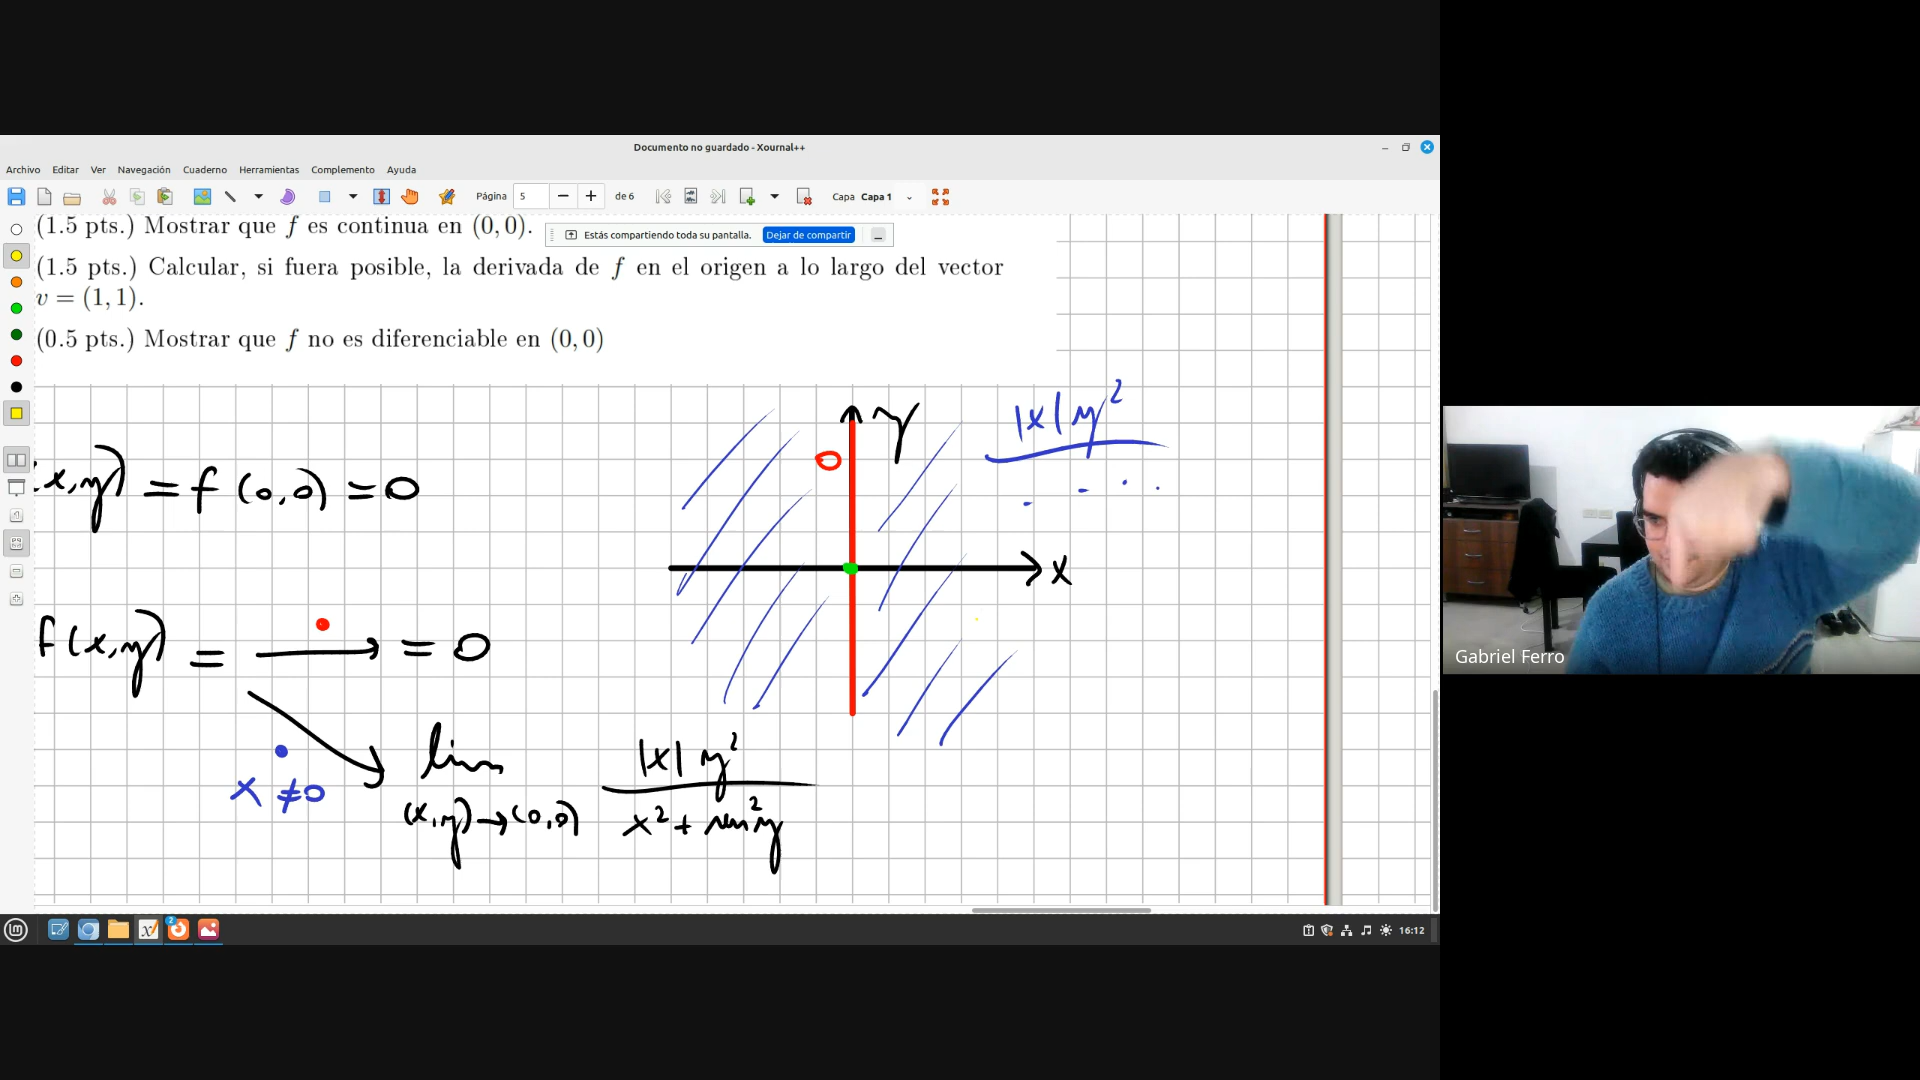 Documento no guardado - Xournal++
Archivo Editar Ver Navegación Cuaderno Herramientas Complemento Ayuda
Página 5 de 6 Capa Capa 1
(1.5 pts.) Mostrar que f es continua en (0,0).
Estás compartiendo toda su pantalla. Dejar de compartir
(1.5 pts.) Calcular, si fuera posible, la derivada de f en el origen a lo largo del vector
v = (1,1).
(0.5 pts.) Mostrar que f no es diferenciable en (0,0)
|x| y²
y
0
x,y) = f(0,0) = 0
x
f(x,y) = → = 0
x ≠ 0
lim |x| y²
(x,y)→(0,0) x² + sen² y
Gabriel Ferro
2
16:12